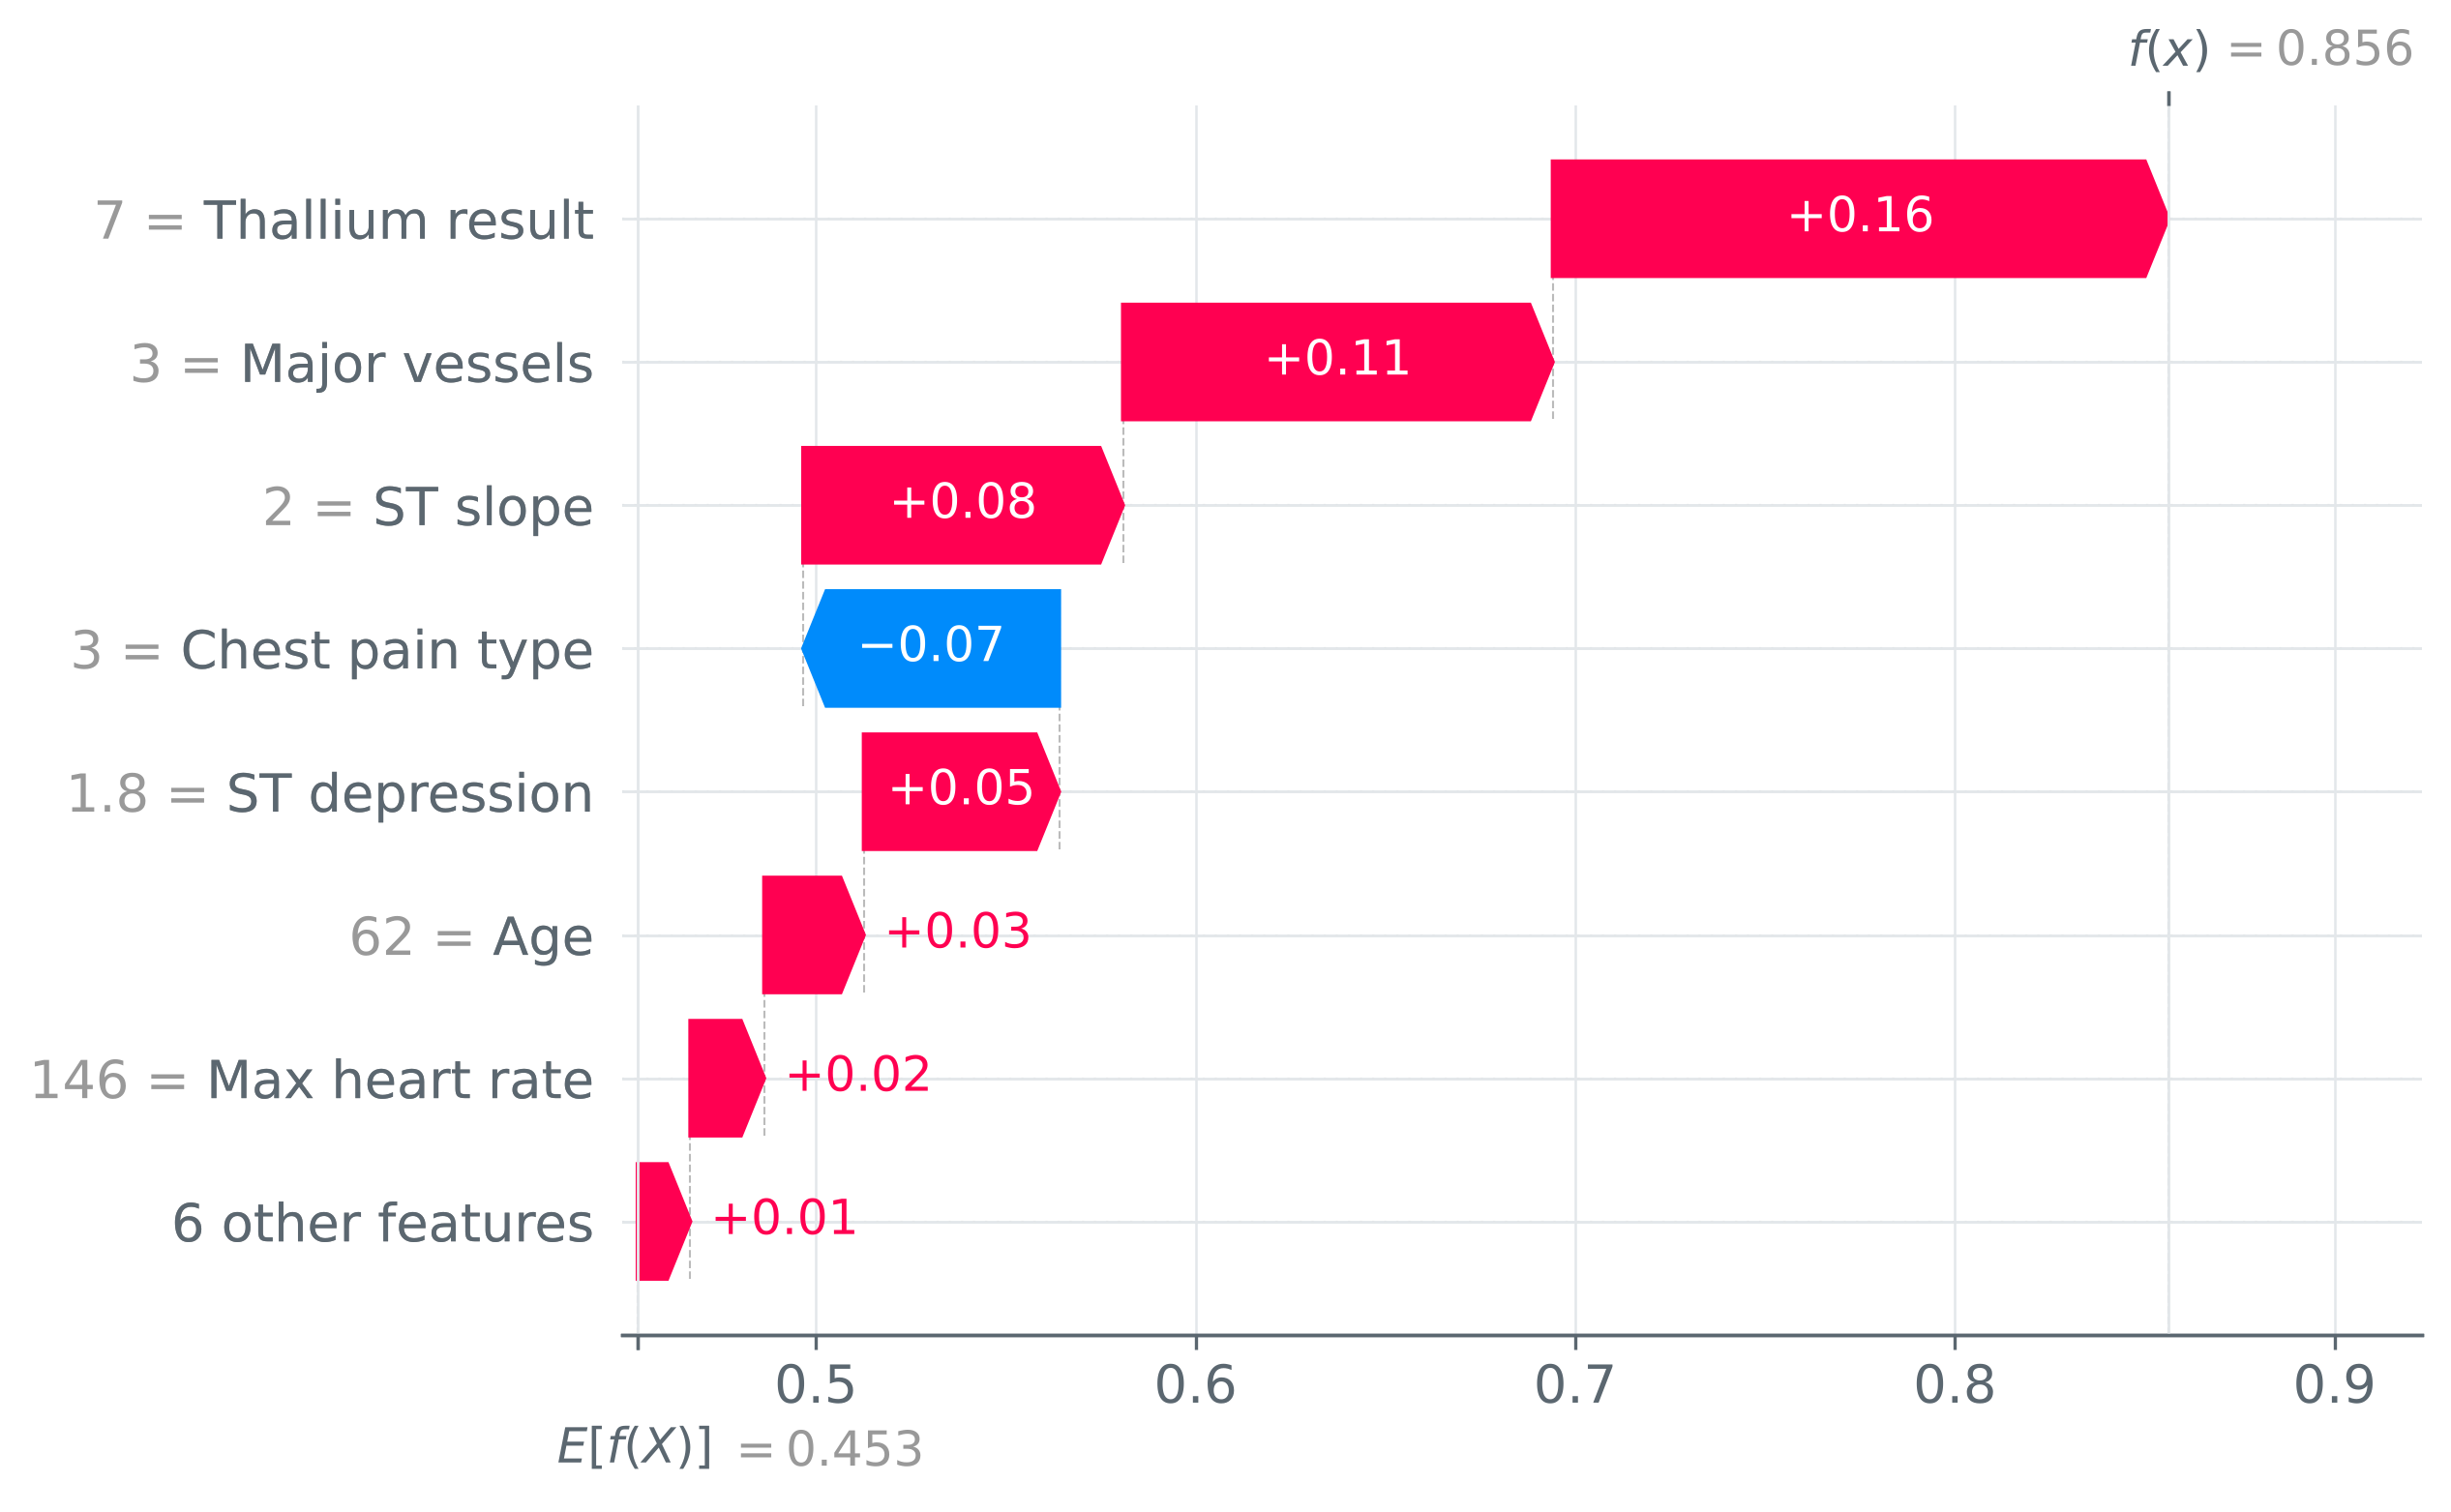 f(x) = 0.856
7 = Thallium result
+0.16
3 = Major vessels
+0.11
2 = ST slope
+0.08
3 = Chest pain type
−0.07
1.8 = ST depression
+0.05
62 = Age
+0.03
146 = Max heart rate
+0.02
6 other features
+0.01
0.5 0.6 0.7 0.8 0.9
E[f(X)] = 0.453